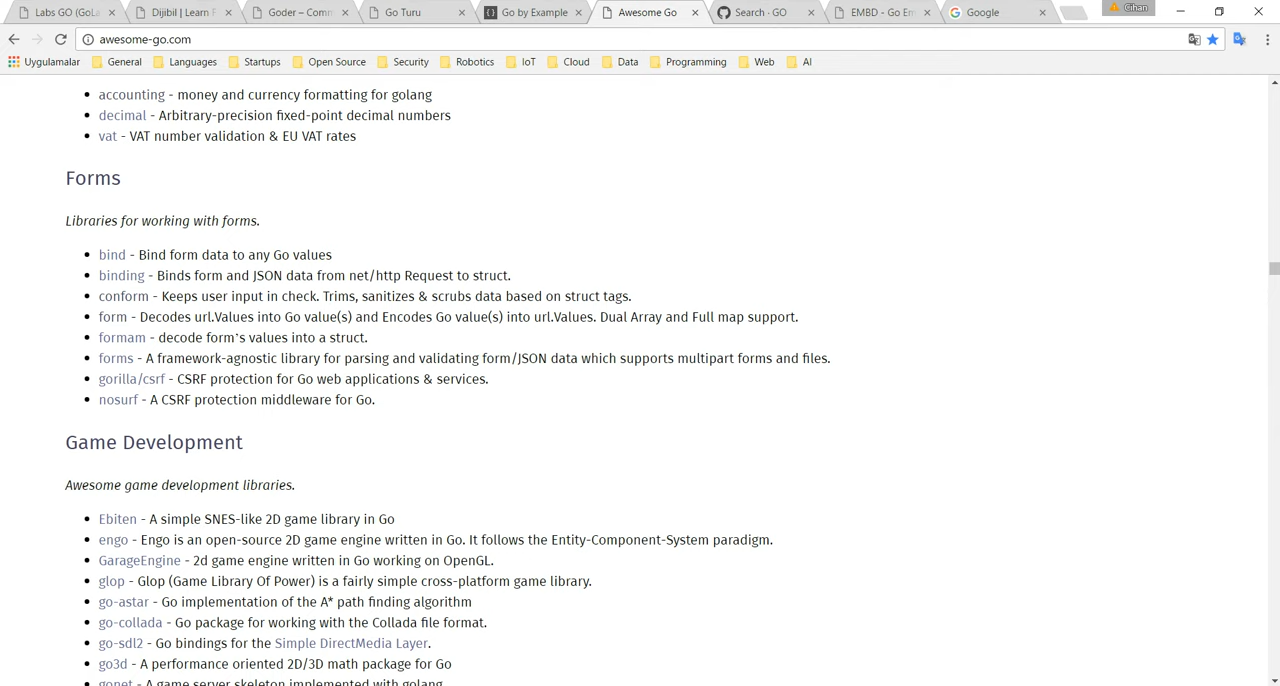 Labs GO (GoLa
Dijibil | Learn F
Goder – Comm
Go Turu
Go by Example
Awesome Go
Search · GO
EMBD - Go Em
Google
Cihan
awesome-go.com
Uygulamalar
General
Languages
Startups
Open Source
Security
Robotics
IoT
Cloud
Data
Programming
Web
AI
• accounting - money and currency formatting for golang
• decimal - Arbitrary-precision fixed-point decimal numbers
• vat - VAT number validation & EU VAT rates
Forms
Libraries for working with forms.
• bind - Bind form data to any Go values
• binding - Binds form and JSON data from net/http Request to struct.
• conform - Keeps user input in check. Trims, sanitizes & scrubs data based on struct tags.
• form - Decodes url.Values into Go value(s) and Encodes Go value(s) into url.Values. Dual Array and Full map support.
• formam - decode form's values into a struct.
• forms - A framework-agnostic library for parsing and validating form/JSON data which supports multipart forms and files.
• gorilla/csrf - CSRF protection for Go web applications & services.
• nosurf - A CSRF protection middleware for Go.
Game Development
Awesome game development libraries.
• Ebiten - A simple SNES-like 2D game library in Go
• engo - Engo is an open-source 2D game engine written in Go. It follows the Entity-Component-System paradigm.
• GarageEngine - 2d game engine written in Go working on OpenGL.
• glop - Glop (Game Library Of Power) is a fairly simple cross-platform game library.
• go-astar - Go implementation of the A* path finding algorithm
• go-collada - Go package for working with the Collada file format.
• go-sdl2 - Go bindings for the Simple DirectMedia Layer.
• go3d - A performance oriented 2D/3D math package for Go
• gonet - A game server skeleton implemented with golang